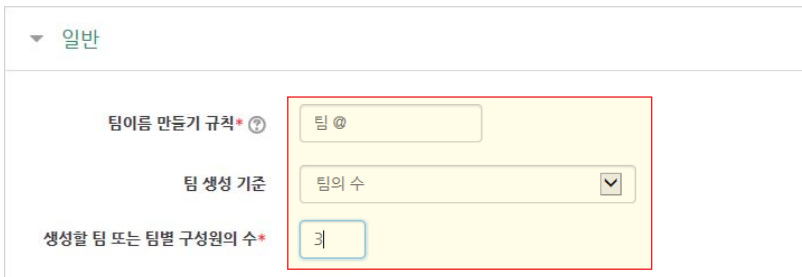 일반
팀이름 만들기 규칙* ? 팀 @
팀 생성 기준 팀의 수
생성할 팀 또는 팀별 구성원의 수* 3